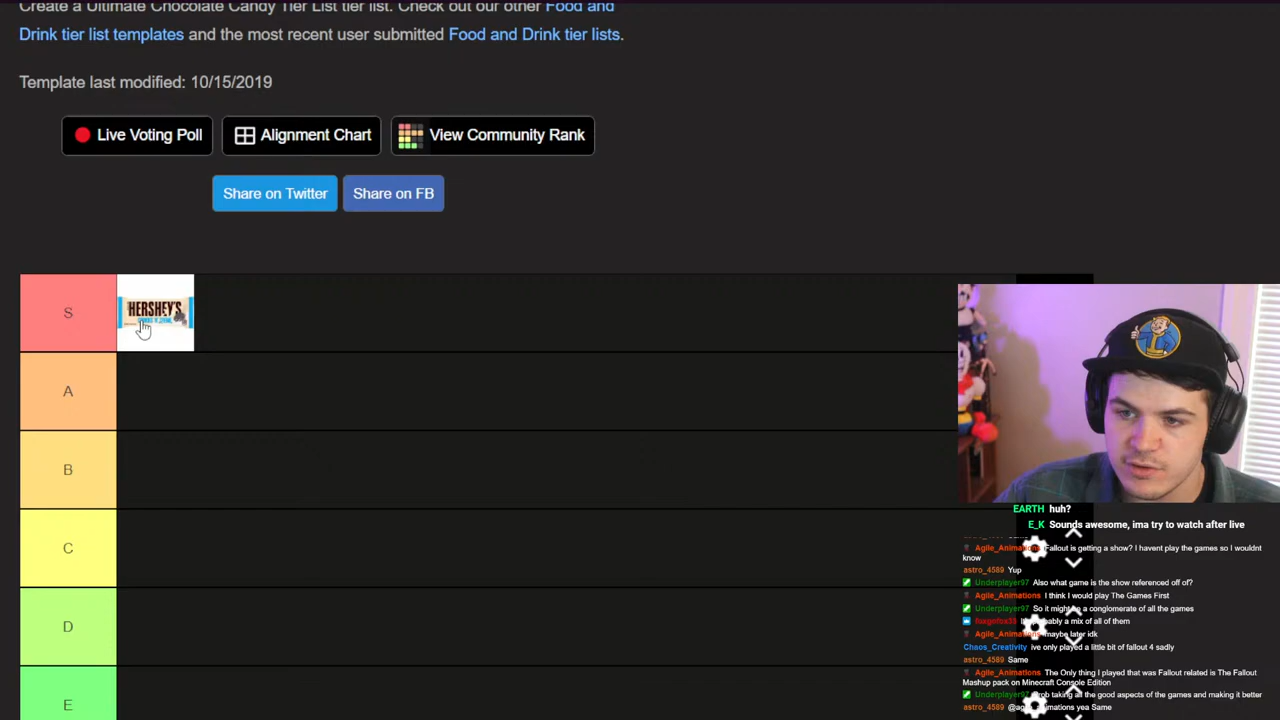 Create a Ultimate Chocolate Candy Tier List tier list. Check out our other Food and
Drink tier list templates and the most recent user submitted Food and Drink tier lists.
Template last modified: 10/15/2019
Live Voting Poll
Alignment Chart
View Community Rank
Share on Twitter
Share on FB
S
HERSHEY'S
A
B
C
D
E
EARTH huh?
E_K Sounds awesome, ima try to watch after live
Agile_Animations Fallout is getting a show? I havent play the games so I wouldnt
know
astro_4589 Yup
Underplayer97 Also what game is the show referenced off of?
Agile_Animations I think I would play The Games First
Underplayer97 So it might be a conglomerate of all the games
probably a mix of all of them
Agile_Animations maybe later idk
Chaos_Creativity ive only played a little bit of fallout 4 sadly
astro_4589 Same
Agile_Animations The Only thing I played that was Fallout related is The Fallout
Mashup pack on Minecraft Console Edition
Underplayer97 Prob taking all the good aspects of the games and making it better
astro_4589 @agile_animations yea Same